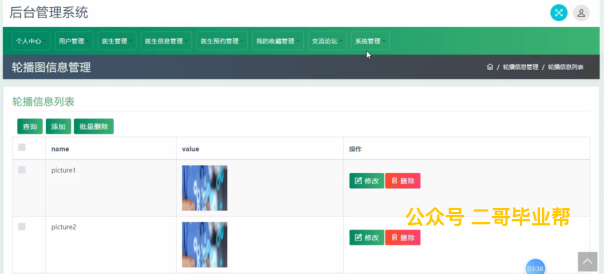 后台管理系统
个人中心 用户管理 医生管理 医生信息管理 医生预约管理 我的收藏管理 交流论坛 系统管理
轮播图信息管理
/ 轮播信息管理 / 轮播信息列表
轮播信息列表
查询 添加 批量删除
name value 操作
picture1 修改 删除
公众号 二哥毕业帮
picture2 修改 删除
03:38